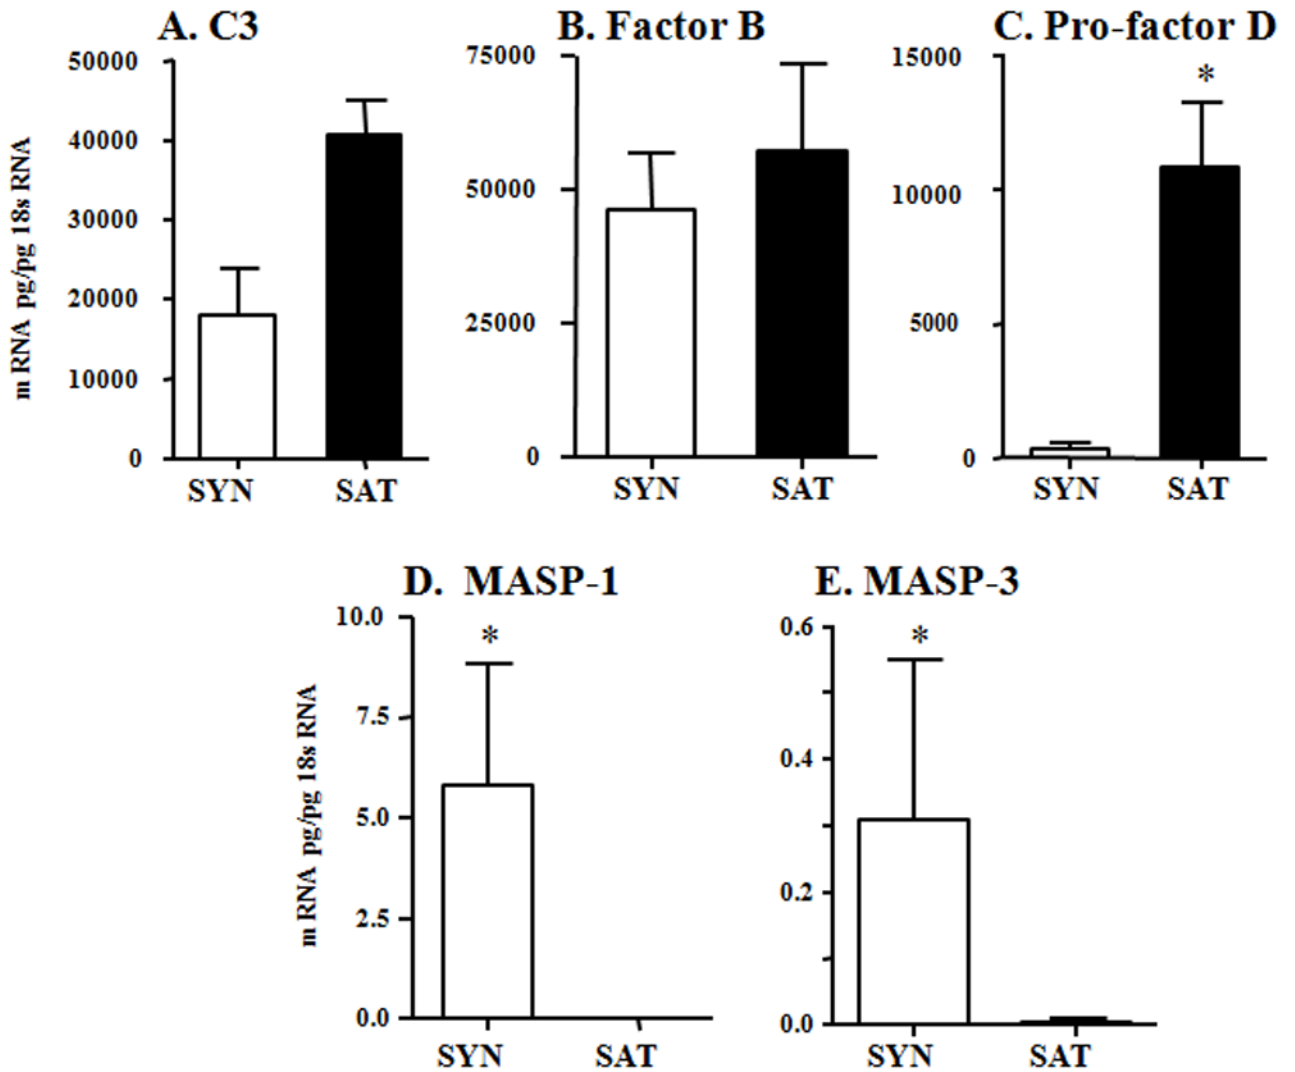 A. C3
B. Factor B
C. Pro-factor D
m RNA pg/pg 18s RNA
50000
40000
30000
20000
10000
0
SYN SAT
75000
50000
25000
0
SYN SAT
15000
10000
5000
0
*
SYN SAT
D. MASP-1
E. MASP-3
m RNA pg/pg 18s RNA
10.0
7.5
5.0
2.5
0.0
*
SYN SAT
0.6
0.4
0.2
0.0
*
SYN SAT